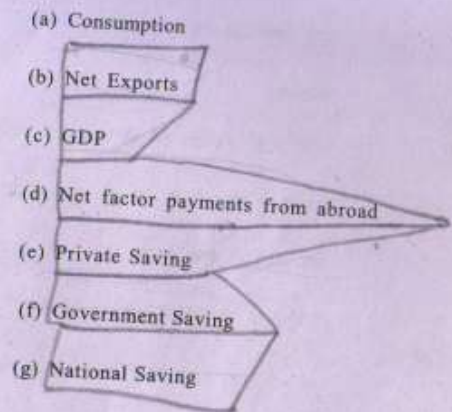 (a) Consumption
(b) Net Exports
(c) GDP
(d) Net factor payments from abroad
(e) Private Saving
(f) Government Saving
(g) National Saving